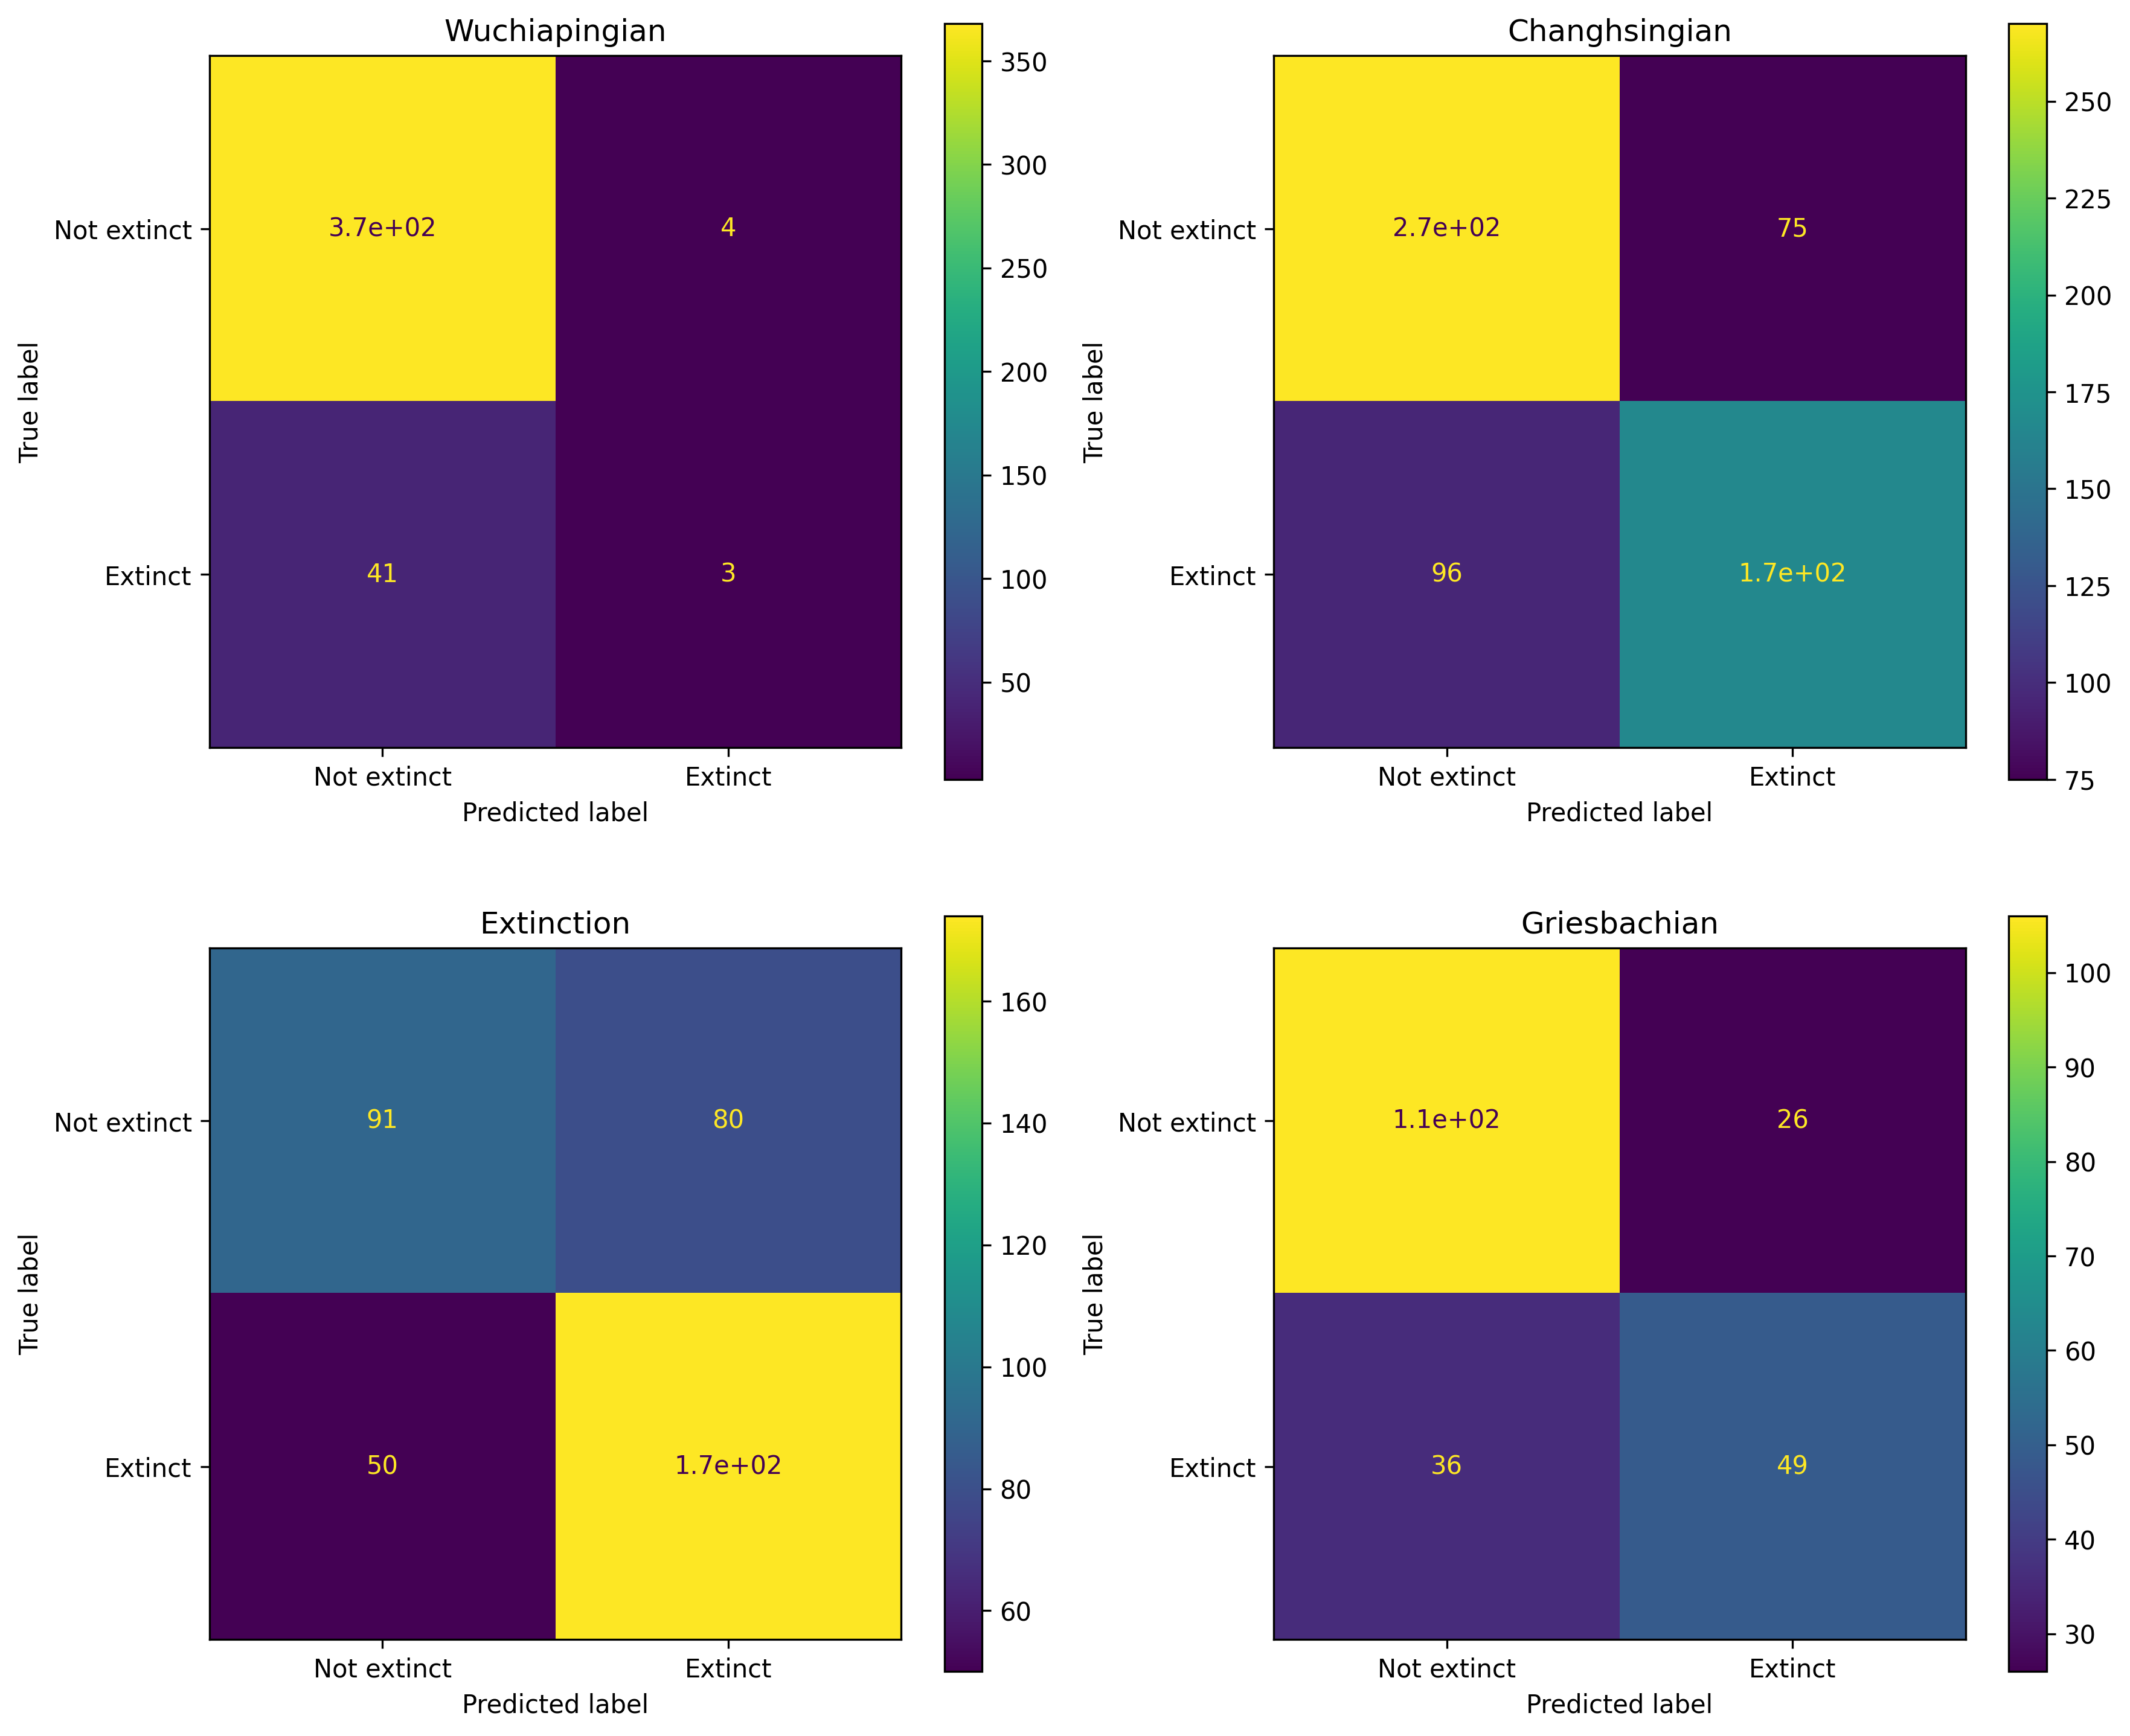 Wuchiapingian
True label
Not extinct
Extinct
3.7e+02 4
41 3
Not extinct Extinct
Predicted label
350
300
250
200
150
100
50
Changhsingian
True label
Not extinct
Extinct
2.7e+02 75
96 1.7e+02
Not extinct Extinct
Predicted label
250
225
200
175
150
125
100
75
Extinction
True label
Not extinct
Extinct
91 80
50 1.7e+02
Not extinct Extinct
Predicted label
160
140
120
100
80
60
Griesbachian
True label
Not extinct
Extinct
1.1e+02 26
36 49
Not extinct Extinct
Predicted label
100
90
80
70
60
50
40
30